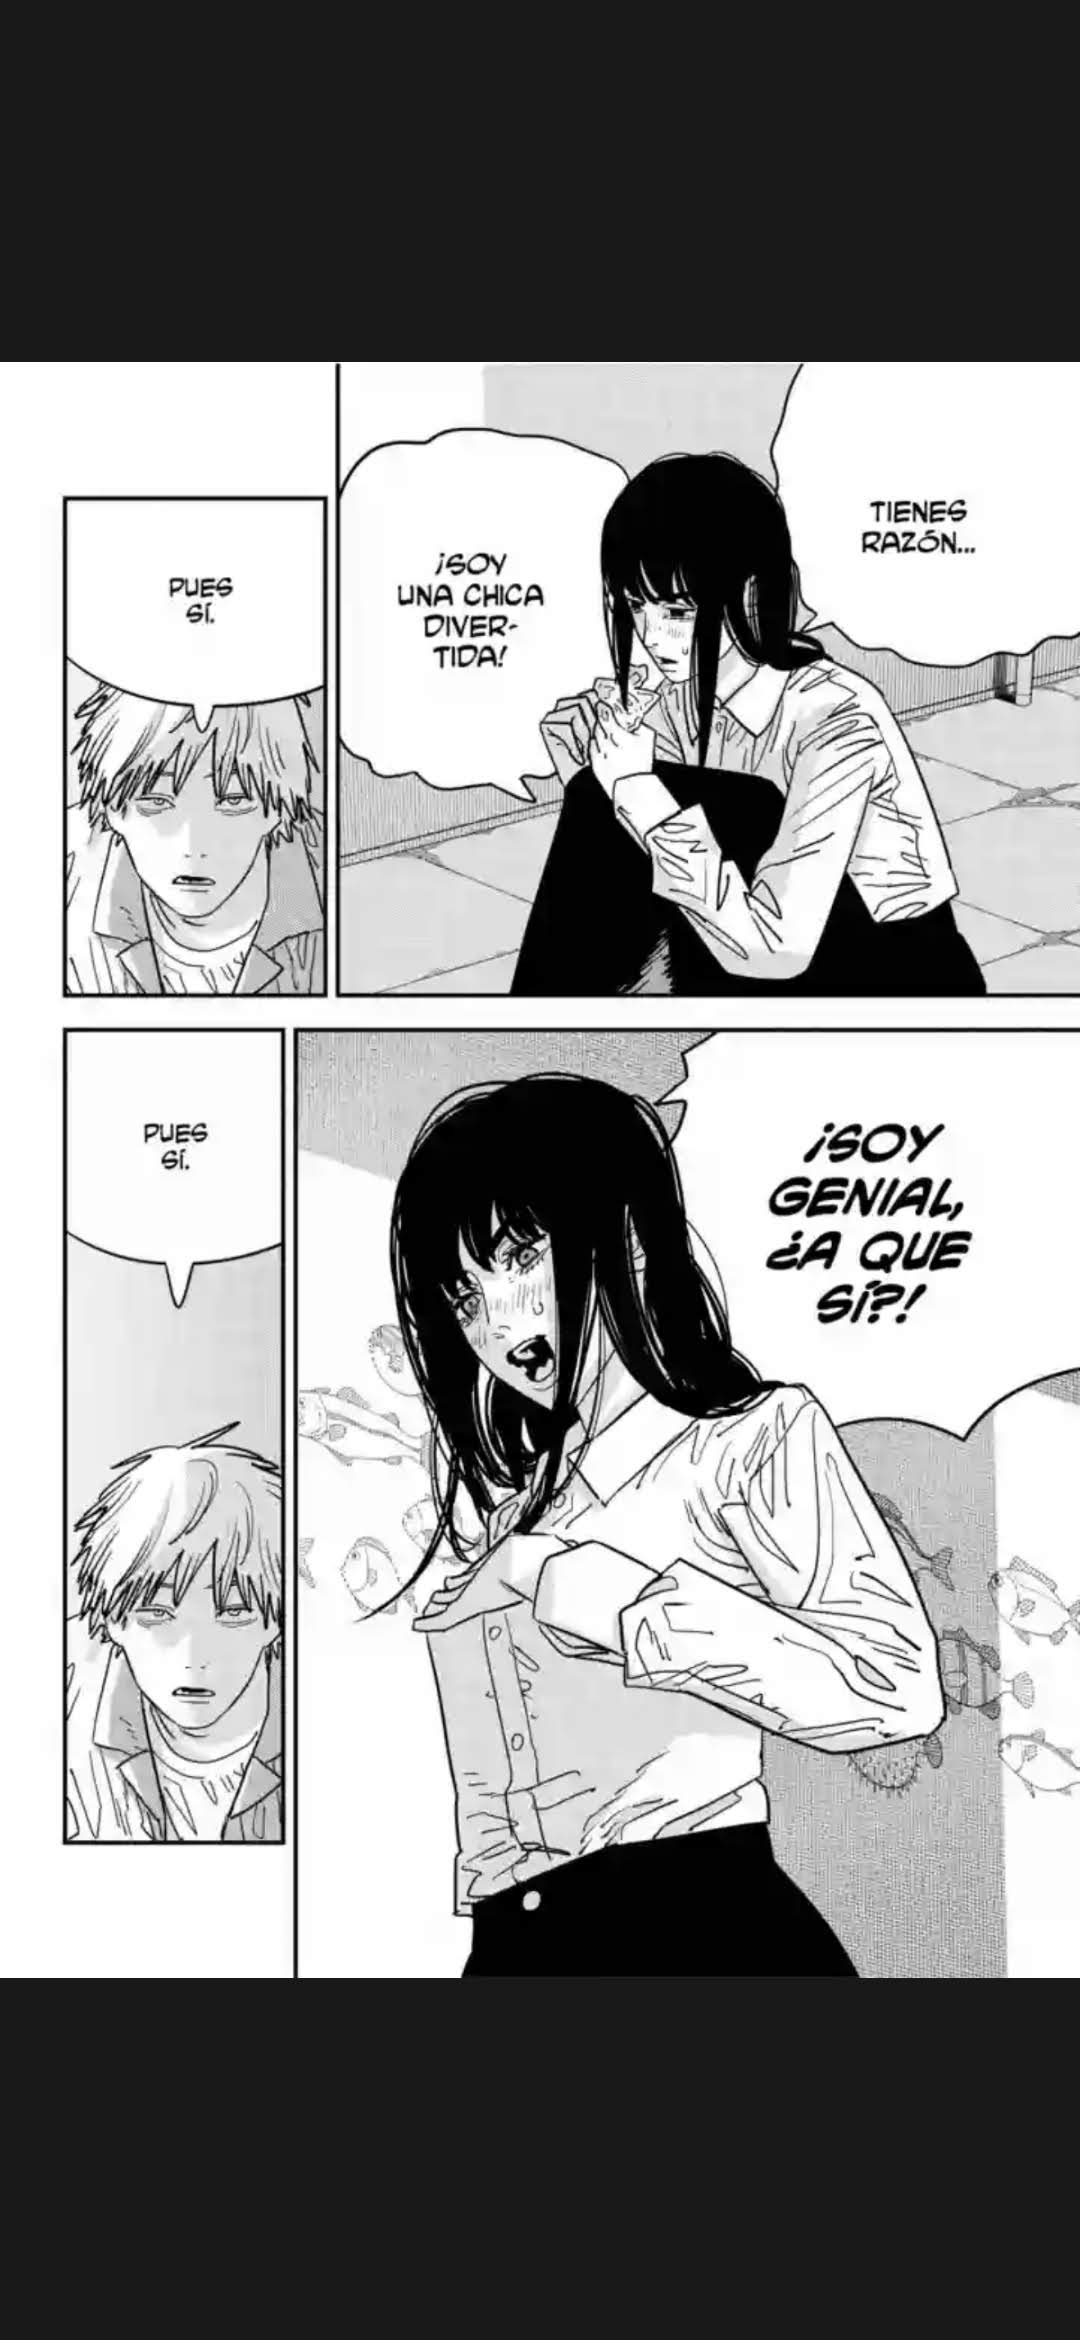 TIENES
RAZÓN...
¡SOY
UNA CHICA
DIVER-
TIDA!
PUES
SÍ.
¡SOY
GENIAL,
¿A QUE
SÍ?!
PUES
SÍ.